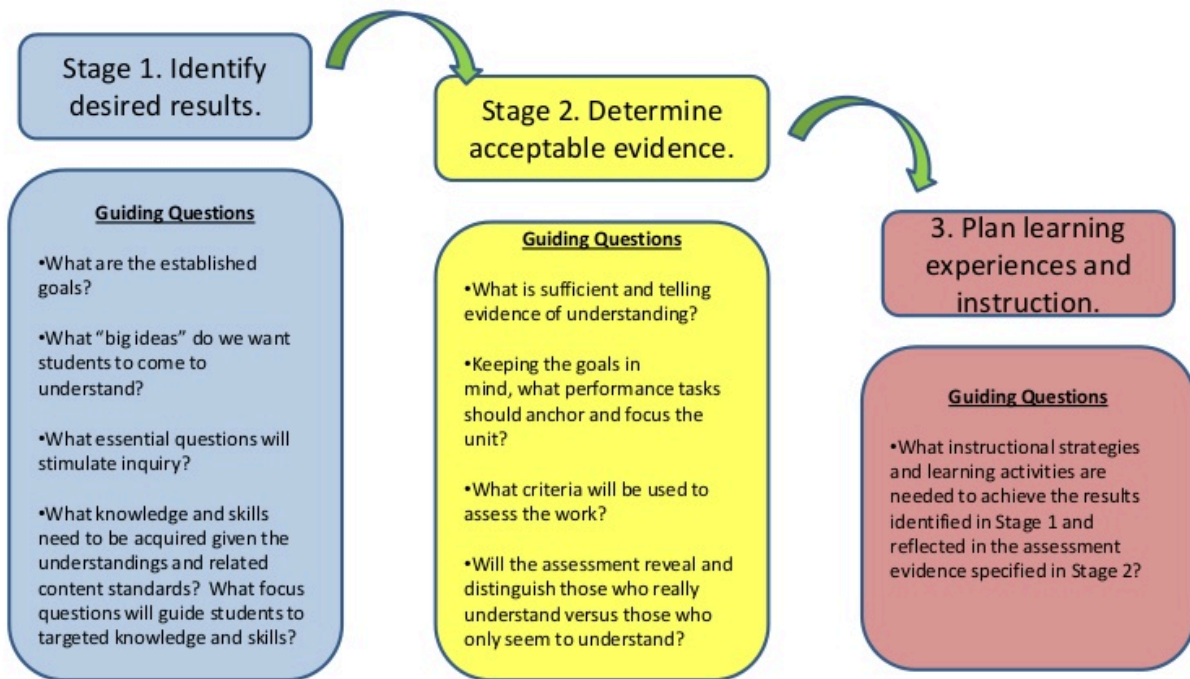 Stage 1. Identify
desired results.
Guiding Questions
•What are the established
goals?
•What “big ideas” do we want
students to come to
understand?
•What essential questions will
stimulate inquiry?
•What knowledge and skills
need to be acquired given the
understandings and related
content standards?  What focus
questions will guide students to
targeted knowledge and skills?
Stage 2. Determine
acceptable evidence.
Guiding Questions
•What is sufficient and telling
evidence of understanding?
•Keeping the goals in
mind, what performance tasks
should anchor and focus the
unit?
•What criteria will be used to
assess the work?
•Will the assessment reveal and
distinguish those who really
understand versus those who
only seem to understand?
3. Plan learning
experiences and
instruction.
Guiding Questions
•What instructional strategies
and learning activities are
needed to achieve the results
identified in Stage 1 and
reflected in the assessment
evidence specified in Stage 2?